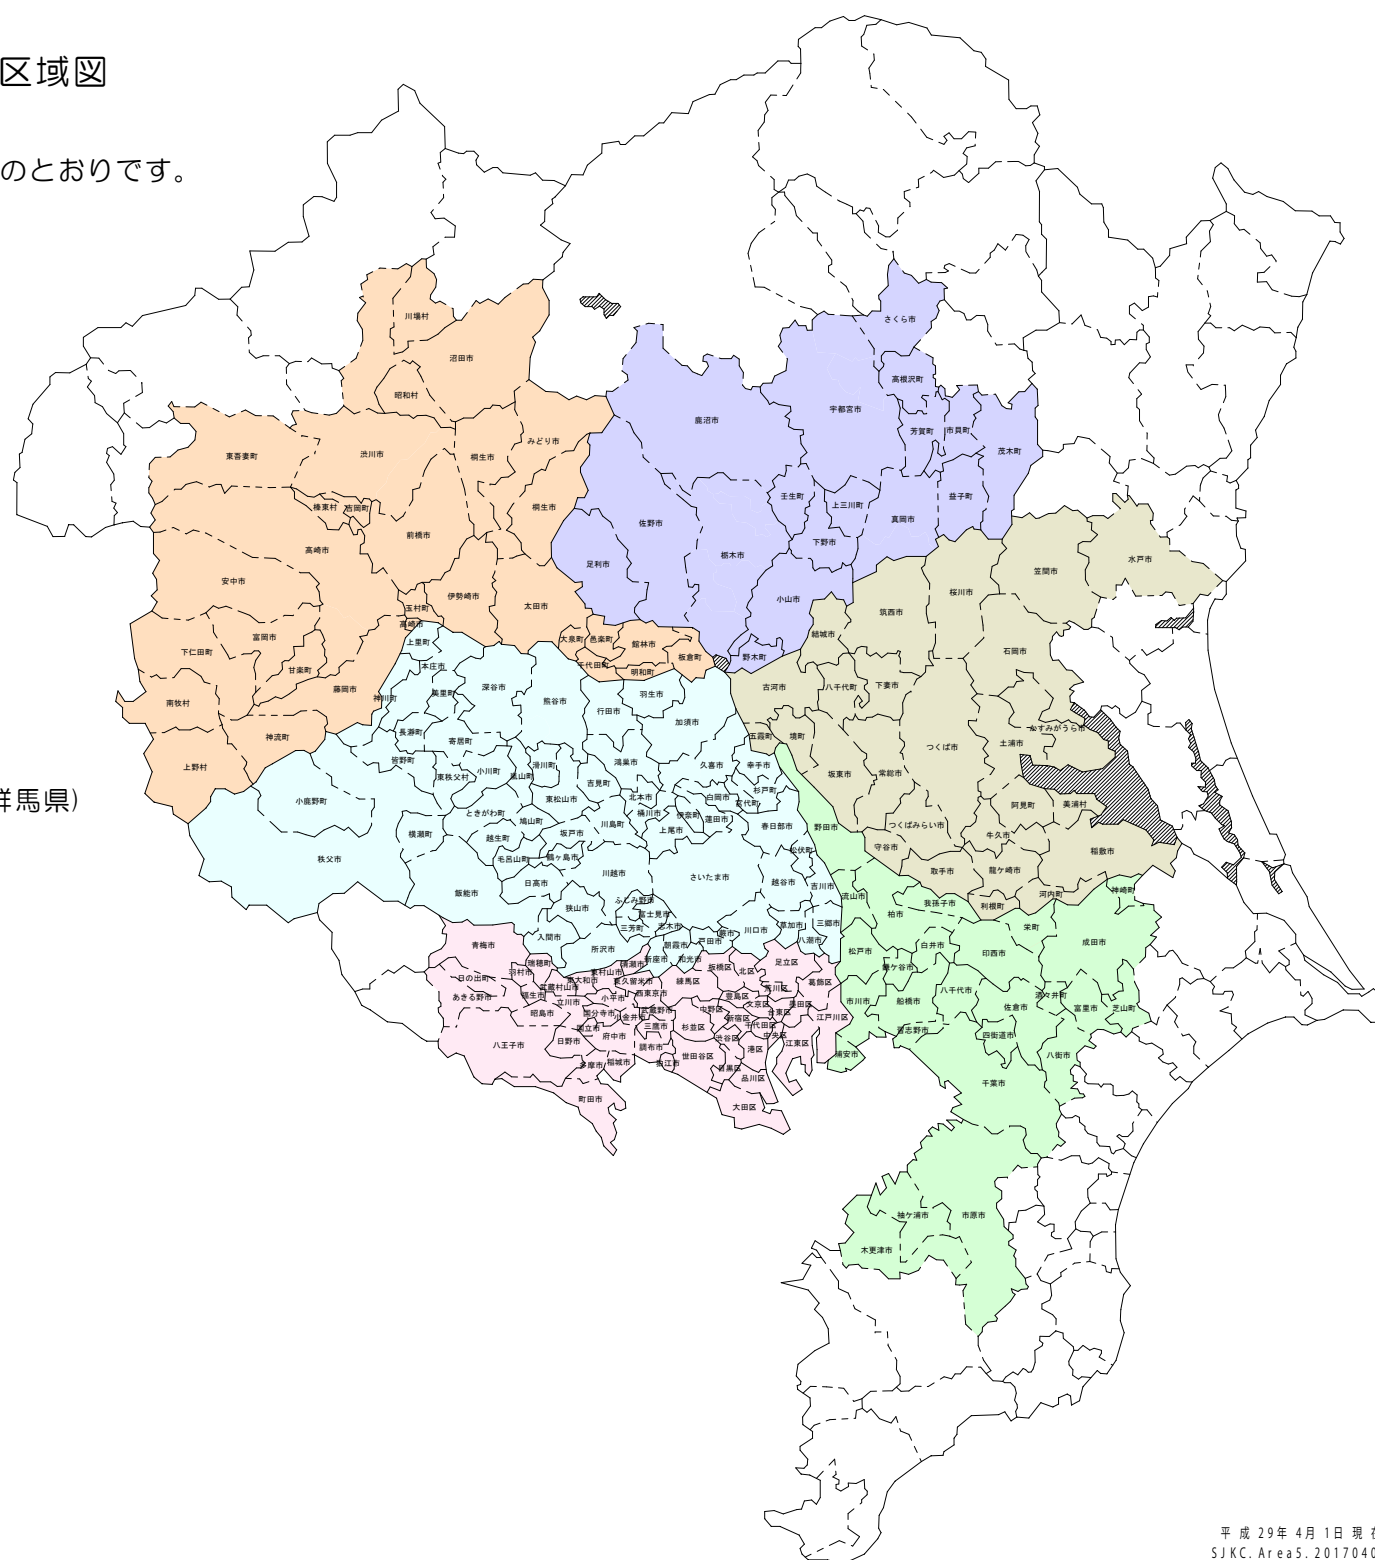 区域図
のとおりです。
川場村
さくら市
沼田市
高根沢町
昭和村
宇都宮市
鹿沼市
芳賀町
市貝町
みどり市
茂木町
東吾妻町
渋川市
桐生市
壬生町
益子町
榛東村
吉岡町
桐生市
上三川町
真岡市
佐野市
前橋市
下野市
高崎市
栃木市
水戸市
足利市
笠間市
安中市
桜川市
伊勢崎市
小山市
玉村町
太田市
筑西市
高崎市
結城市
富岡市
上里町
大泉町
邑楽町
館林市
下仁田町
板倉町
野木町
石岡市
本庄市
千代田町
甘楽町
明和町
藤岡市
深谷市
古河市
八千代町
下妻市
神川町
美里町
羽生市
南牧村
熊谷市
行田市
加須市
長瀞町
かすみがうら市
神流町
寄居町
五霞町
境町
土浦市
つくば市
皆野町
鴻巣市
上野村
小川町
滑川町
久喜市
幸手市
東秩父村
嵐山町
坂東市
常総市
吉見町
杉戸町
小鹿野町
東松山市
北本市
白岡市
宮代町
阿見町
美浦村
群馬県)
ときがわ町
桶川市
伊奈町
鳩山町
川島町
蓮田市
春日部市
野田市
つくばみらい市
横瀬町
越生町
坂戸市
上尾市
牛久市
守谷市
松伏町
稲敷市
秩父市
毛呂山町
鶴ヶ島市
取手市
龍ケ崎市
川越市
さいたま市
日高市
越谷市
吉川市
神崎町
飯能市
流山市
河内町
ふじみ野市
我孫子市
利根町
狭山市
富士見市
柏市
三芳町
志木市
草加市
三郷市
栄町
入間市
川口市
蕨市
戸田市
八潮市
成田市
青梅市
所沢市
朝霞市
白井市
松戸市
印西市
新座市
和光市
瑞穂町
清瀬市
足立区
板橋区
鎌ケ谷市
羽村市
東村山市
北区
日の出町
東大和市
東久留米市
練馬区
葛飾区
武蔵村山市
荒川区
八千代市
あきる野市
福生市
小平市
西東京市
豊島区
市川市
船橋市
酒々井町
立川市
文京区
墨田区
佐倉市
富里市
芝山町
昭島市
国分寺市
武蔵野市
中野区
台東区
小金井市
新宿区
江戸川区
国立市
三鷹市
杉並区
千代田区
習志野市
四街道市
日野市
府中市
渋谷区
中央区
八王子市
調布市
港区
江東区
浦安市
世田谷区
八街市
多摩市
稲城市
狛江市
目黒区
品川区
千葉市
町田市
大田区
袖ケ浦市
市原市
木更津市
平成29年4月1日現在
SJKC.Area5.2017040